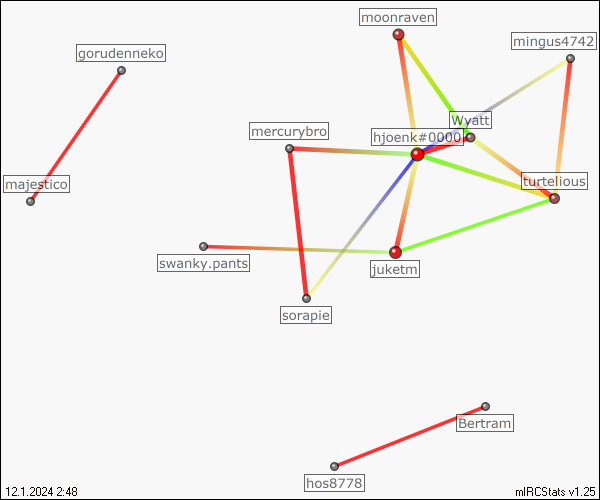 moonraven
mingus4742
gorudenneko
Wyatt
mercurybro
hjoenk#0000
majestico
turtelious
swanky.pants
juketm
sorapie
Bertram
hos8778
12.1.2024 2:48
mIRCStats v1.25